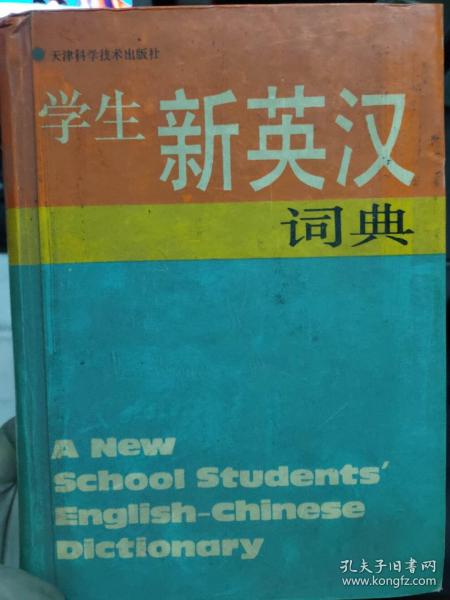 天津科学技术出版社
学生
新英汉
词典
A New
School Students'
English-Chinese
Dictionary
孔夫子旧书网
www.kongfz.com